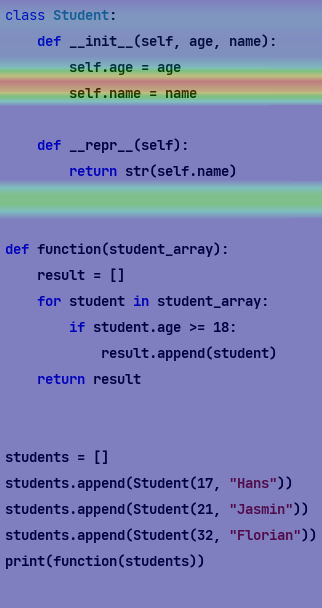 class Student:
    def __init__(self, age, name):
        self.age = age
        self.name = name

    def __repr__(self):
        return str(self.name)


def function(student_array):
    result = []
    for student in student_array:
        if student.age >= 18:
            result.append(student)
    return result


students = []
students.append(Student(17, "Hans"))
students.append(Student(21, "Jasmin"))
students.append(Student(32, "Florian"))
print(function(students))